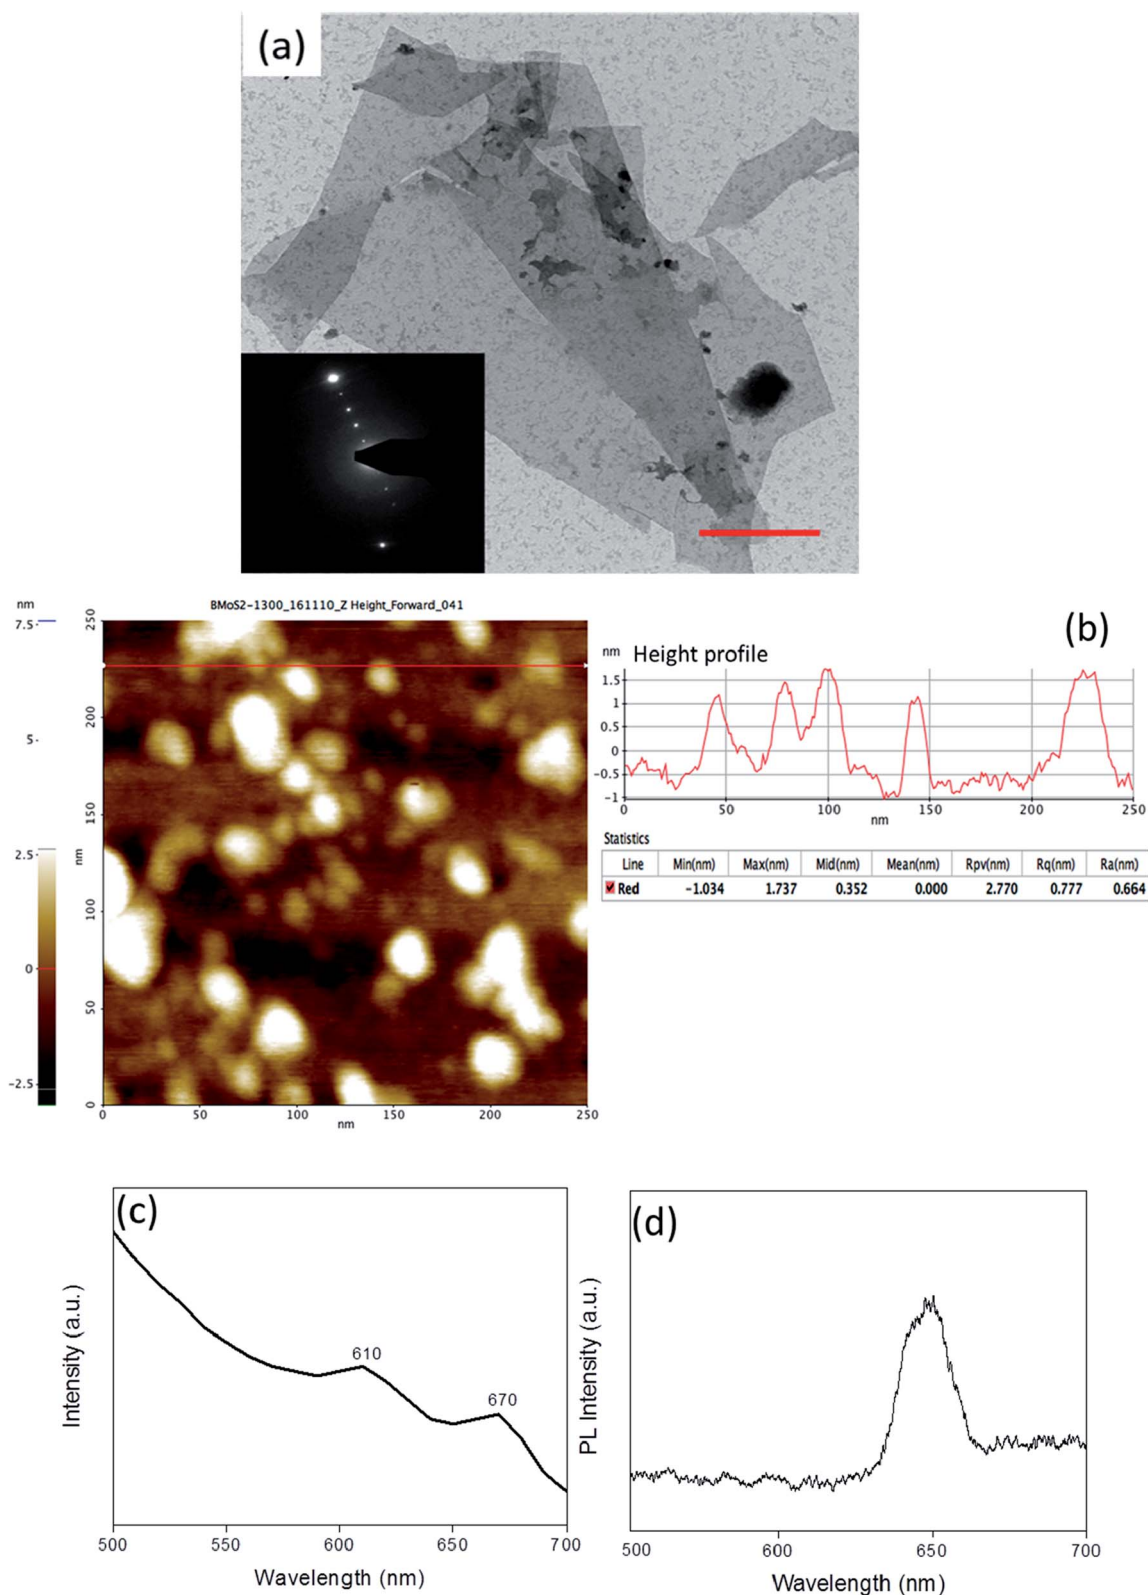 (a)
BMoS2-1300_161110_Z Height_Forward_041
nm
7.5
5
2.5
0
-2.5
250
200
150
nm
100
50
0
0 50 100 150 200 250
nm
(b)
nm Height profile
1.5
1
0.5
0
-0.5
-1
0 50 100 150 200 250
nm
Statistics
Line Min(nm) Max(nm) Mid(nm) Mean(nm) Rpv(nm) Rq(nm) Ra(nm)
Red -1.034 1.737 0.352 0.000 2.770 0.777 0.664
(c)
610
670
Intensity (a.u.)
500 550 600 650 700
Wavelength (nm)
(d)
PL Intensity (a.u.)
500 600 650 700
Wavelength (nm)